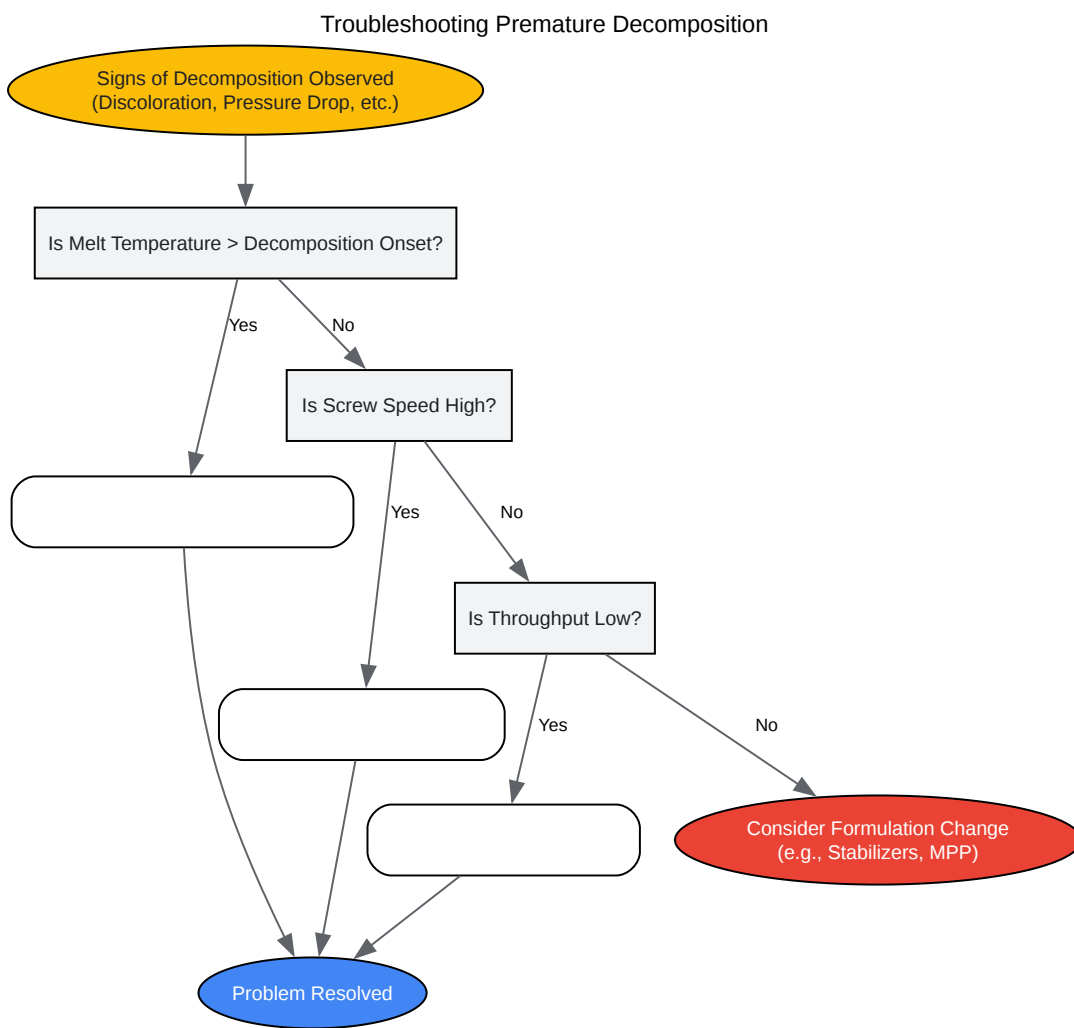 Troubleshooting Premature Decomposition
Signs of Decomposition Observed
(Discoloration, Pressure Drop, etc.)
Is Melt Temperature > Decomposition Onset?
Yes
No
Is Screw Speed High?
Yes
No
Is Throughput Low?
Yes
No
Consider Formulation Change
(e.g., Stabilizers, MPP)
Problem Resolved